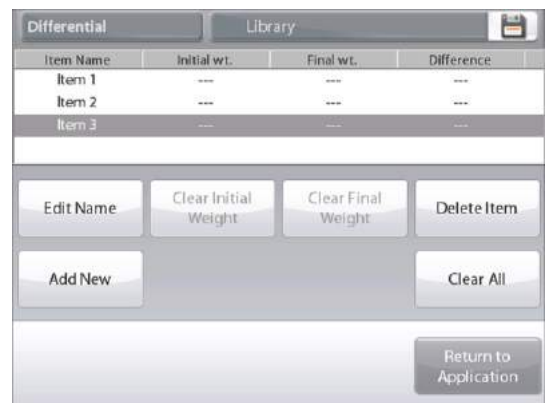 Differential Library
Item Name Initial wt. Final wt. Difference
Item 1 --- --- ---
Item 2 --- --- ---
Item 3 --- --- ---
Edit Name Clear Initial Weight Clear Final Weight Delete Item
Add New Clear All
Return to
Application